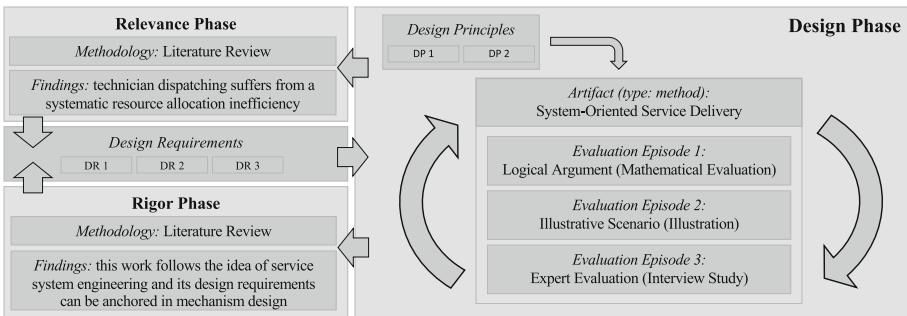 Relevance Phase
Methodology: Literature Review
Findings: technician dispatching suffers from a
systematic resource allocation inefficiency
Design Requirements
DR 1 DR 2 DR 3
Rigor Phase
Methodology: Literature Review
Findings: this work follows the idea of service
system engineering and its design requirements
can be anchored in mechanism design
Design Phase
Design Principles
DP 1 DP 2
Artifact (type: method):
System-Oriented Service Delivery
Evaluation Episode 1:
Logical Argument (Mathematical Evaluation)
Evaluation Episode 2:
Illustrative Scenario (Illustration)
Evaluation Episode 3:
Expert Evaluation (Interview Study)